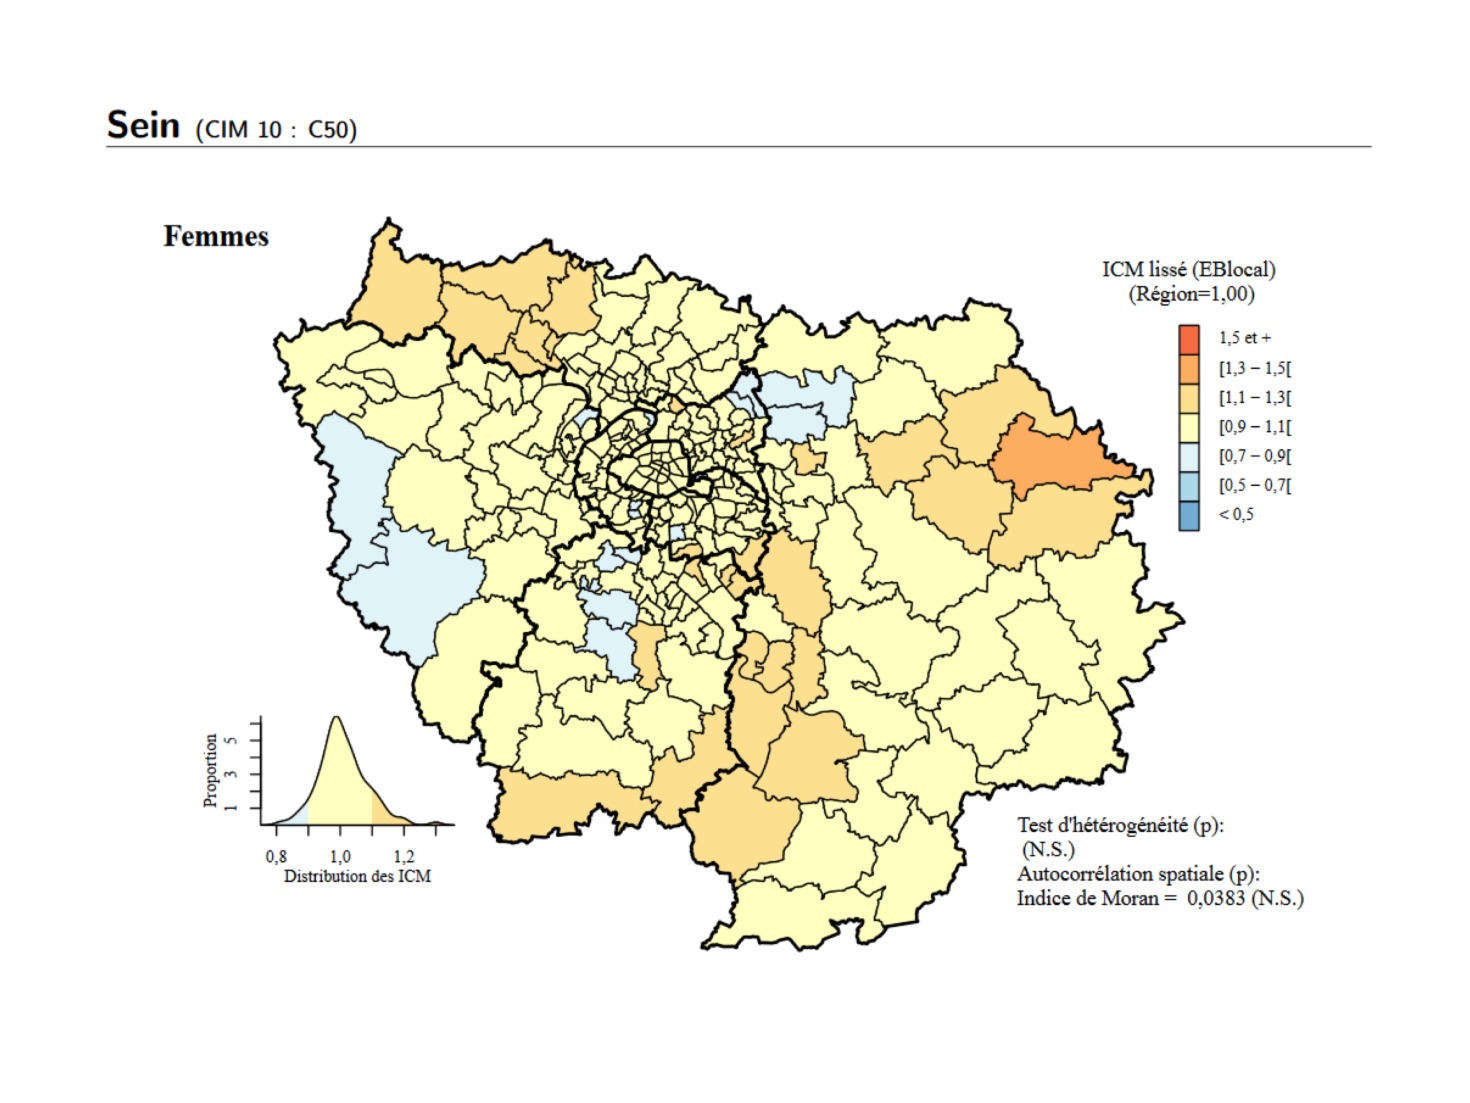 Sein (CIM 10 : C50)
Femmes
ICM lissé (EBlocal)
(Région=1,00)
1,5 et +
[1,3 – 1,5[
[1,1 – 1,3[
[0,9 – 1,1[
[0,7 – 0,9[
[0,5 – 0,7[
< 0,5
Proportion
5
3
1
0,8 1,0 1,2
Distribution des ICM
Test d'hétérogénéité (p):
(N.S.)
Autocorrélation spatiale (p):
Indice de Moran = 0,0383 (N.S.)